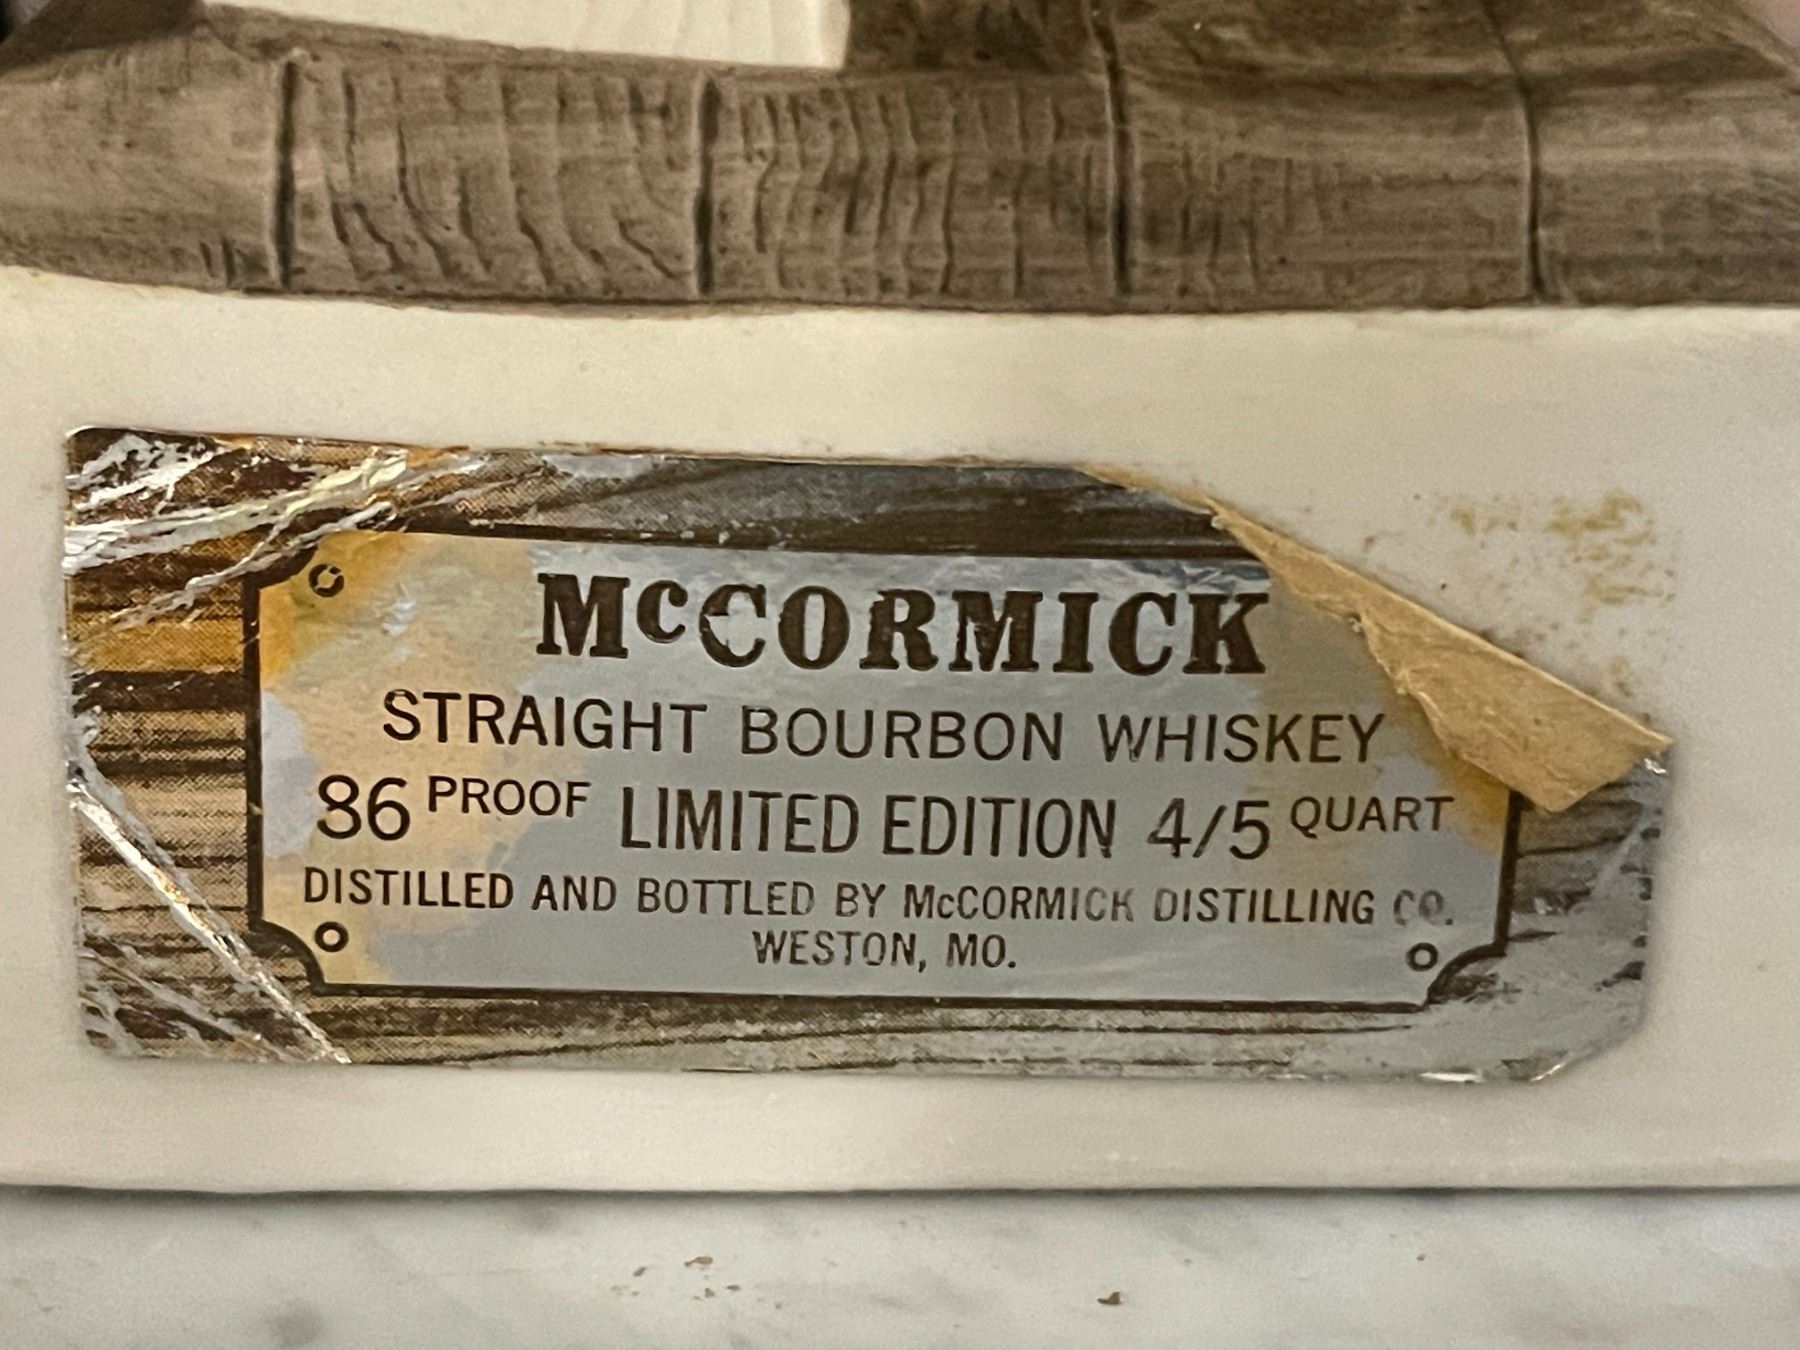 McCORMICK
STRAIGHT BOURBON WHISKEY
86 PROOF LIMITED EDITION 4/5 QUART
DISTILLED AND BOTTLED BY McCORMICK DISTILLING CO.
WESTON, MO.